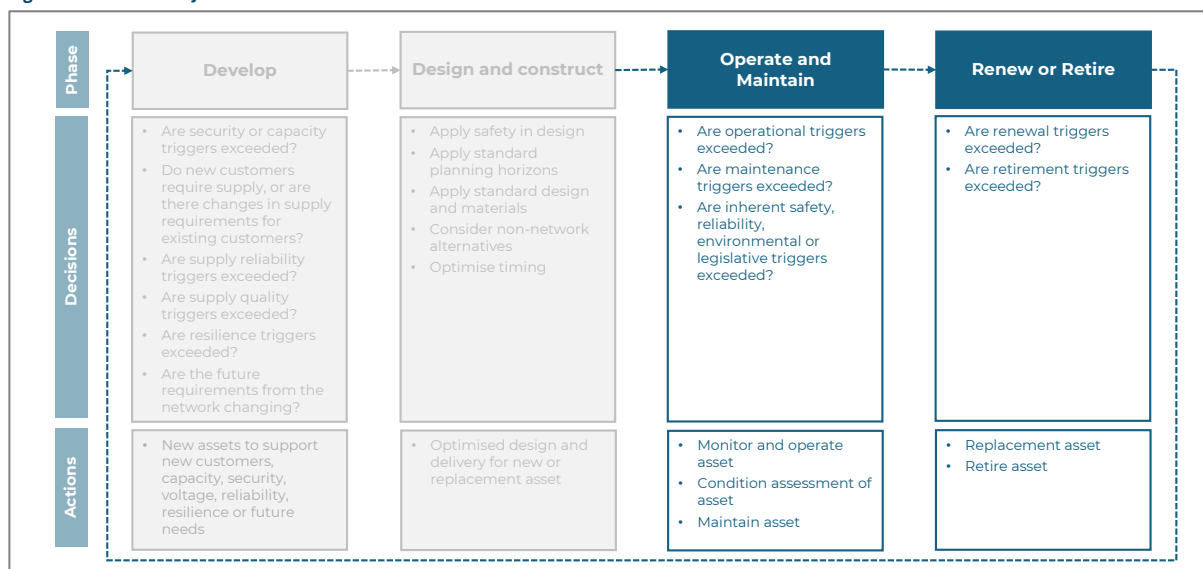 Phase
Develop
Design and construct
Operate and
Maintain
Renew or Retire
Decisions
• Are security or capacity
triggers exceeded?
• Do new customers
require supply, or are
there changes in supply
requirements for
existing customers?
• Are supply reliability
triggers exceeded?
• Are supply quality
triggers exceeded?
• Are resilience triggers
exceeded?
• Are the future
requirements from the
network changing?
• Apply safety in design
• Apply standard
planning horizons
• Apply standard design
and materials
• Consider non-network
alternatives
• Optimise timing
• Are operational triggers
exceeded?
• Are maintenance
triggers exceeded?
• Are inherent safety,
reliability,
environmental or
legislative triggers
exceeded?
• Are renewal triggers
exceeded?
• Are retirement triggers
exceeded?
Actions
• New assets to support
new customers,
capacity, security,
voltage, reliability,
resilience or future
needs
• Optimised design and
delivery for new or
replacement asset
• Monitor and operate
asset
• Condition assessment of
asset
• Maintain asset
• Replacement asset
• Retire asset